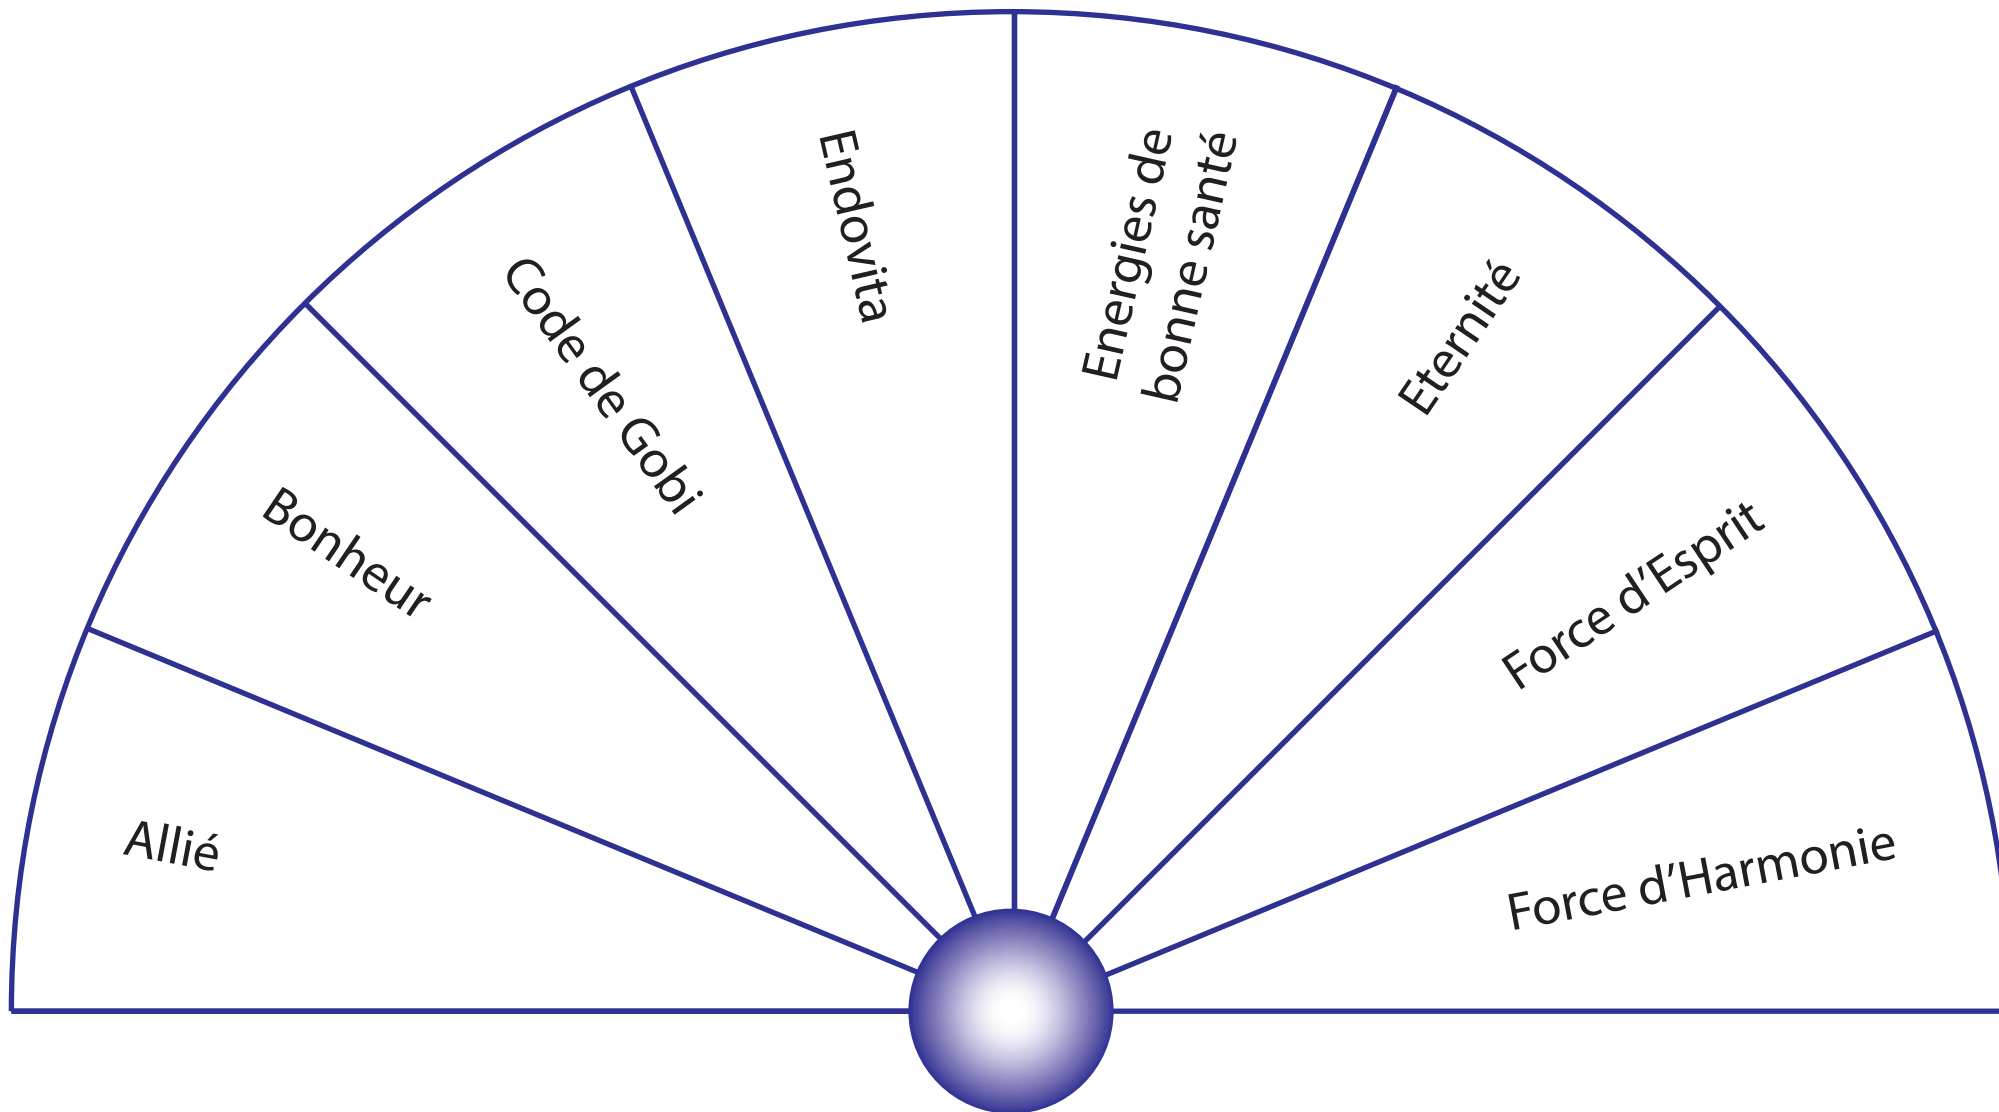 Allié
Bonheur
Code de Gobi
Endovita
Energies de
bonne santé
Eternité
Force d’Esprit
Force d’Harmonie